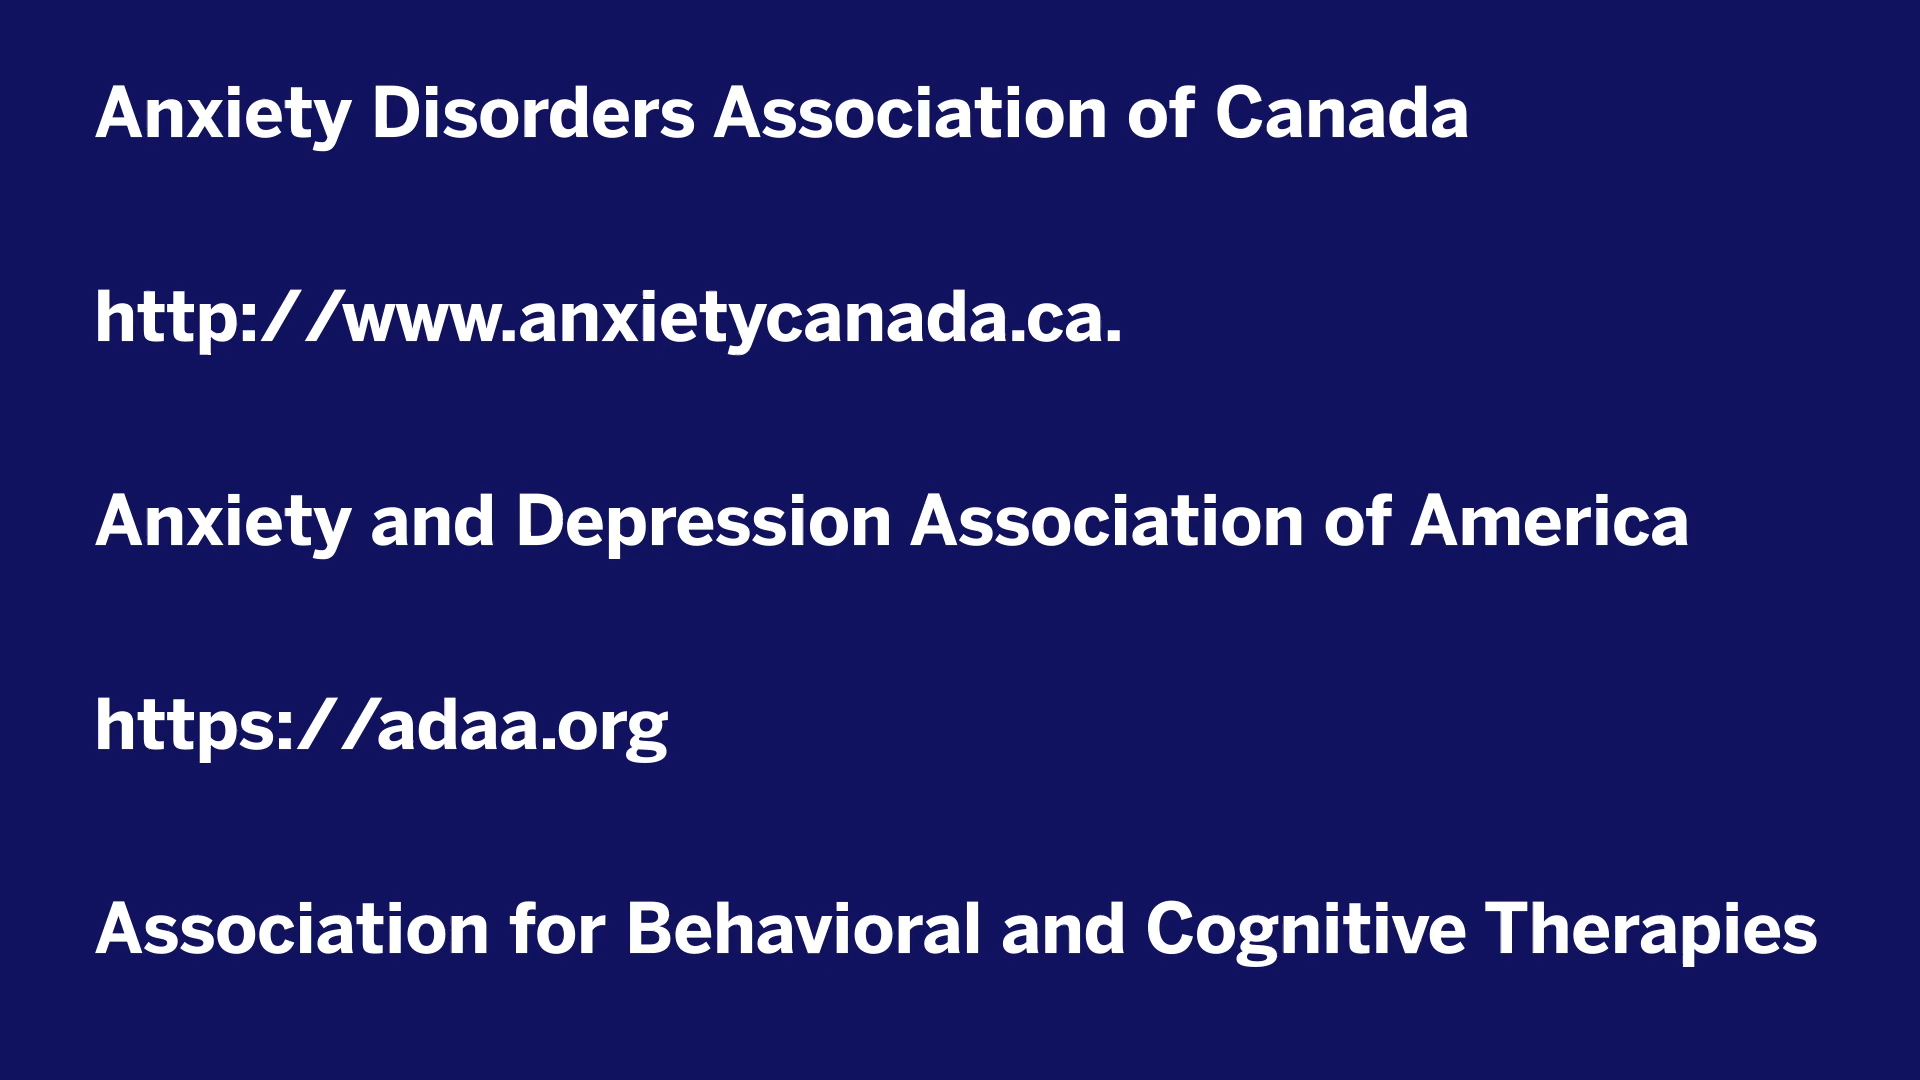 Anxiety Disorders Association of Canada
http://www.anxietycanada.ca.
Anxiety and Depression Association of America
https://adaa.org
Association for Behavioral and Cognitive Therapies